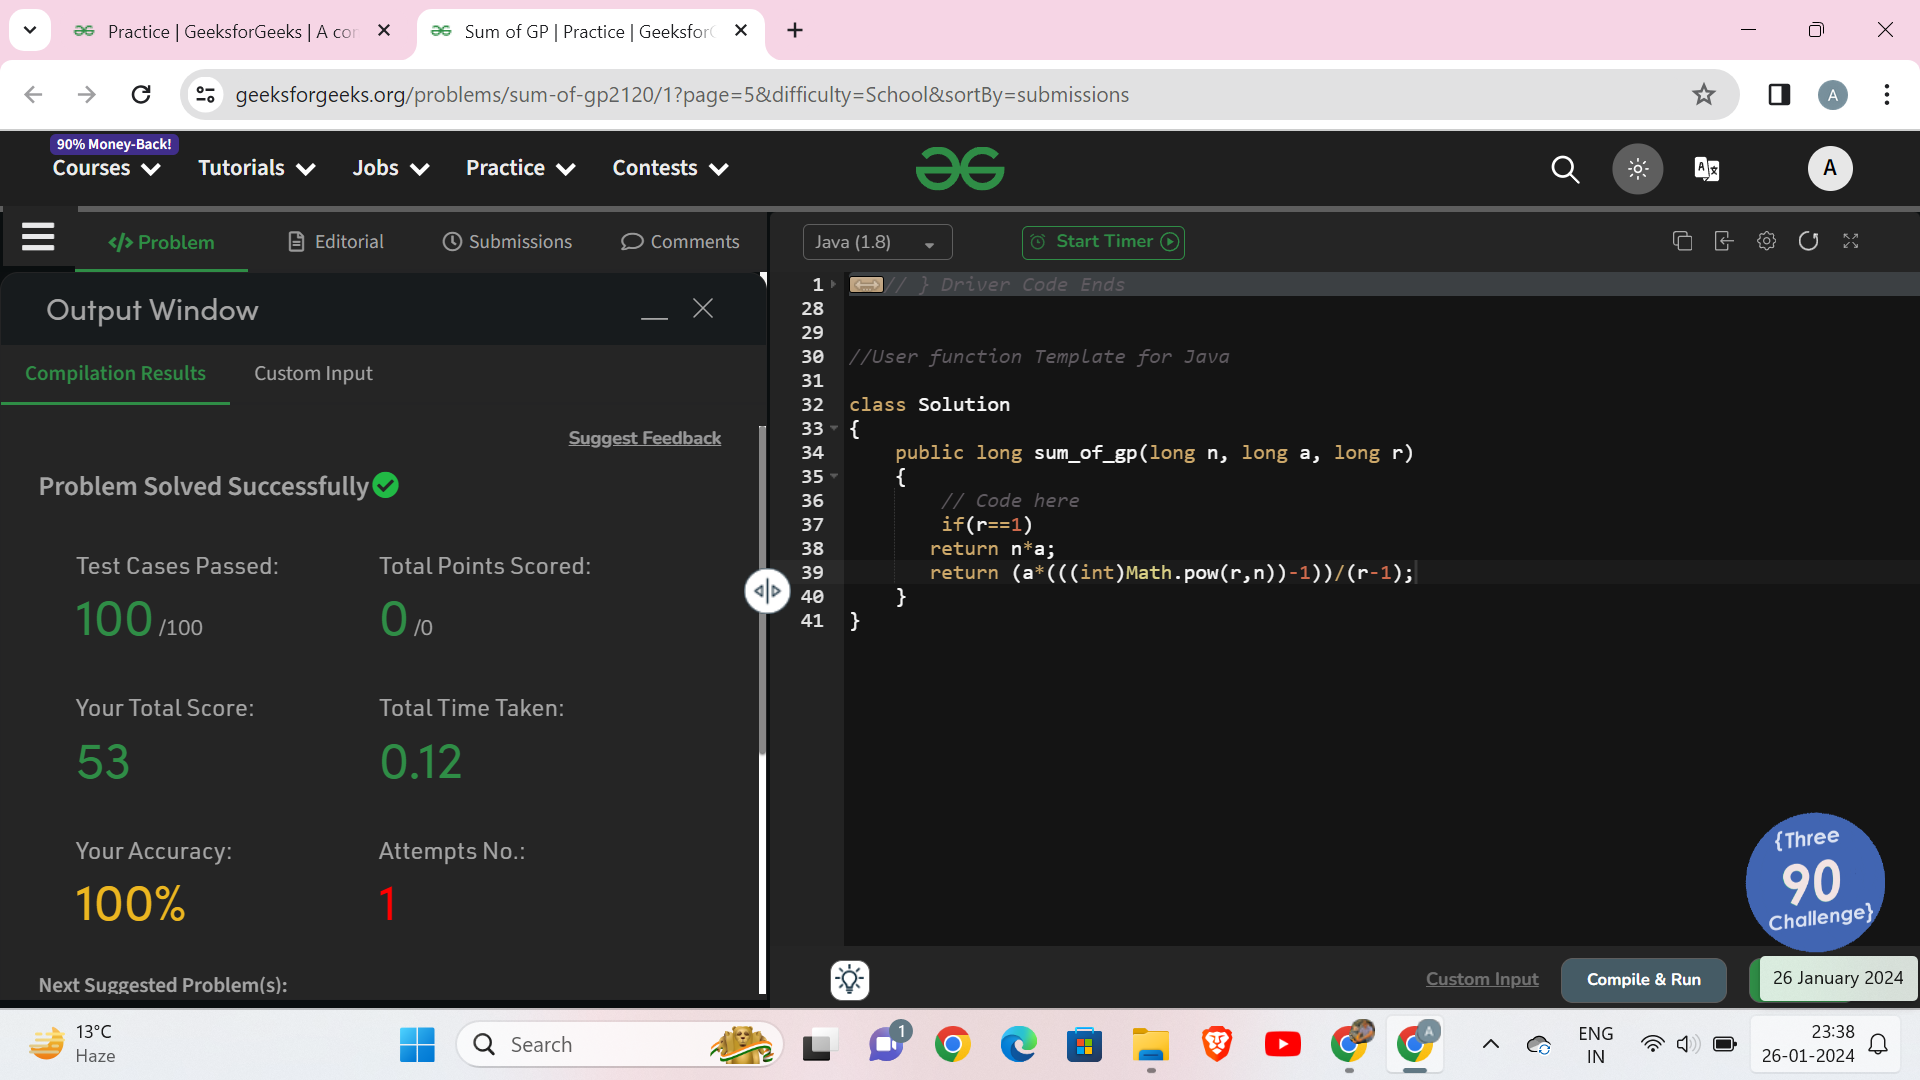 Practice | GeeksforGeeks | A co
Sum of GP | Practice | Geeksfor
geeksforgeeks.org/problems/sum-of-gp2120/1?page=5&difficulty=School&sortBy=submissions
A
90% Money-Back!
Courses Tutorials Jobs Practice Contests
A
</> Problem Editorial Submissions Comments
Java (1.8) Start Timer
Output Window
Compilation Results Custom Input
Suggest Feedback
Problem Solved Successfully
Test Cases Passed: Total Points Scored:
100 /100 0 /0
Your Total Score: Total Time Taken:
53 0.12
Your Accuracy: Attempts No.:
100% 1
Next Suggested Problem(s):
1 // } Driver Code Ends
28
29
30 //User function Template for Java
31
32 class Solution
33 {
34 public long sum_of_gp(long n, long a, long r)
35 {
36 // Code here
37 if(r==1)
38 return n*a;
39 return (a*(((int)Math.pow(r,n))-1))/(r-1);
40 }
41 }
{Three
90
Challenge}
Custom Input Compile & Run
26 January 2024
13°C
Haze
Search
1
A
ENG
IN
23:38
26-01-2024